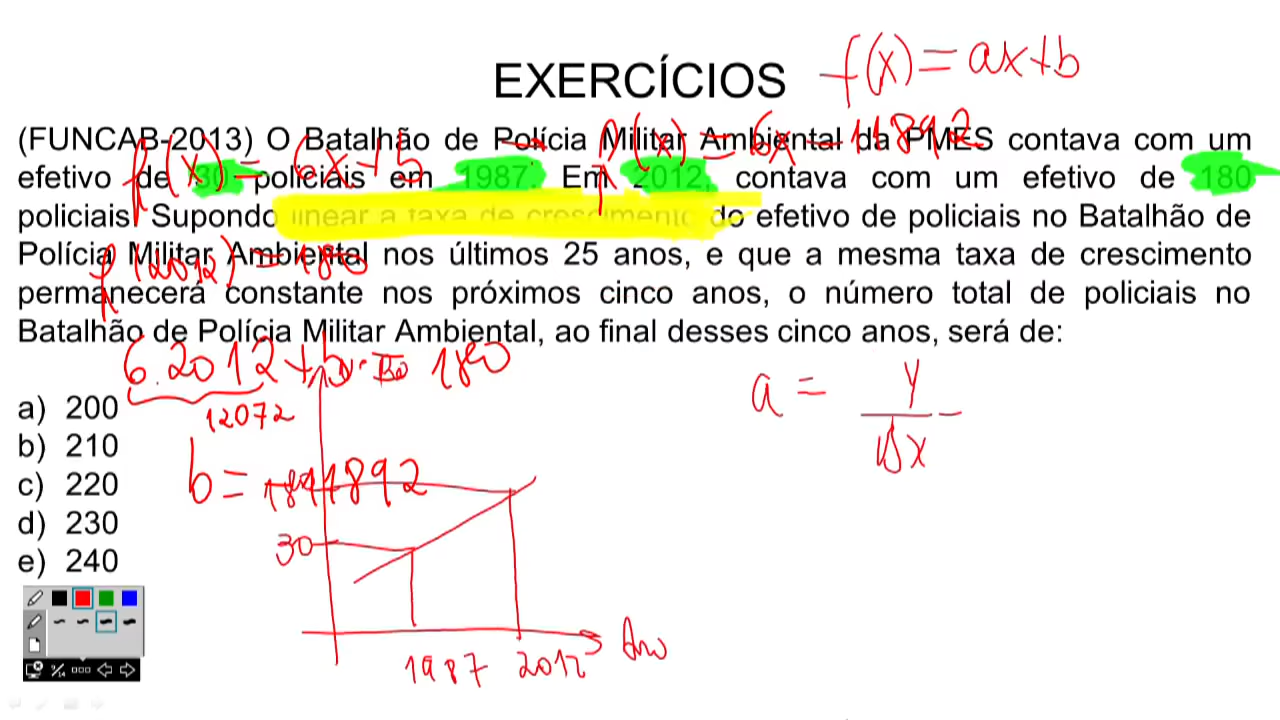 EXERCÍCIOS
f(x) = ax+b
(FUNCAB-2013) O Batalhão de Polícia Militar Ambiental da PMES contava com um
f(x) = 6x+b
f(x) = 6x - 11892
efetivo de 30 policiais em 1987. Em 2012, contava com um efetivo de 180
policiais. Supondo linear a taxa de crescimento do efetivo de policiais no Batalhão de
Polícia Militar Ambiental nos últimos 25 anos, e que a mesma taxa de crescimento
f(2012) = 180
permanecerá constante nos próximos cinco anos, o número total de policiais no
Batalhão de Polícia Militar Ambiental, ao final desses cinco anos, será de:
6.2012 + b = 180
12072
a = y
Δx
a) 200
b) 210
c) 220
d) 230
e) 240
b =
30
1987 2012 Ano